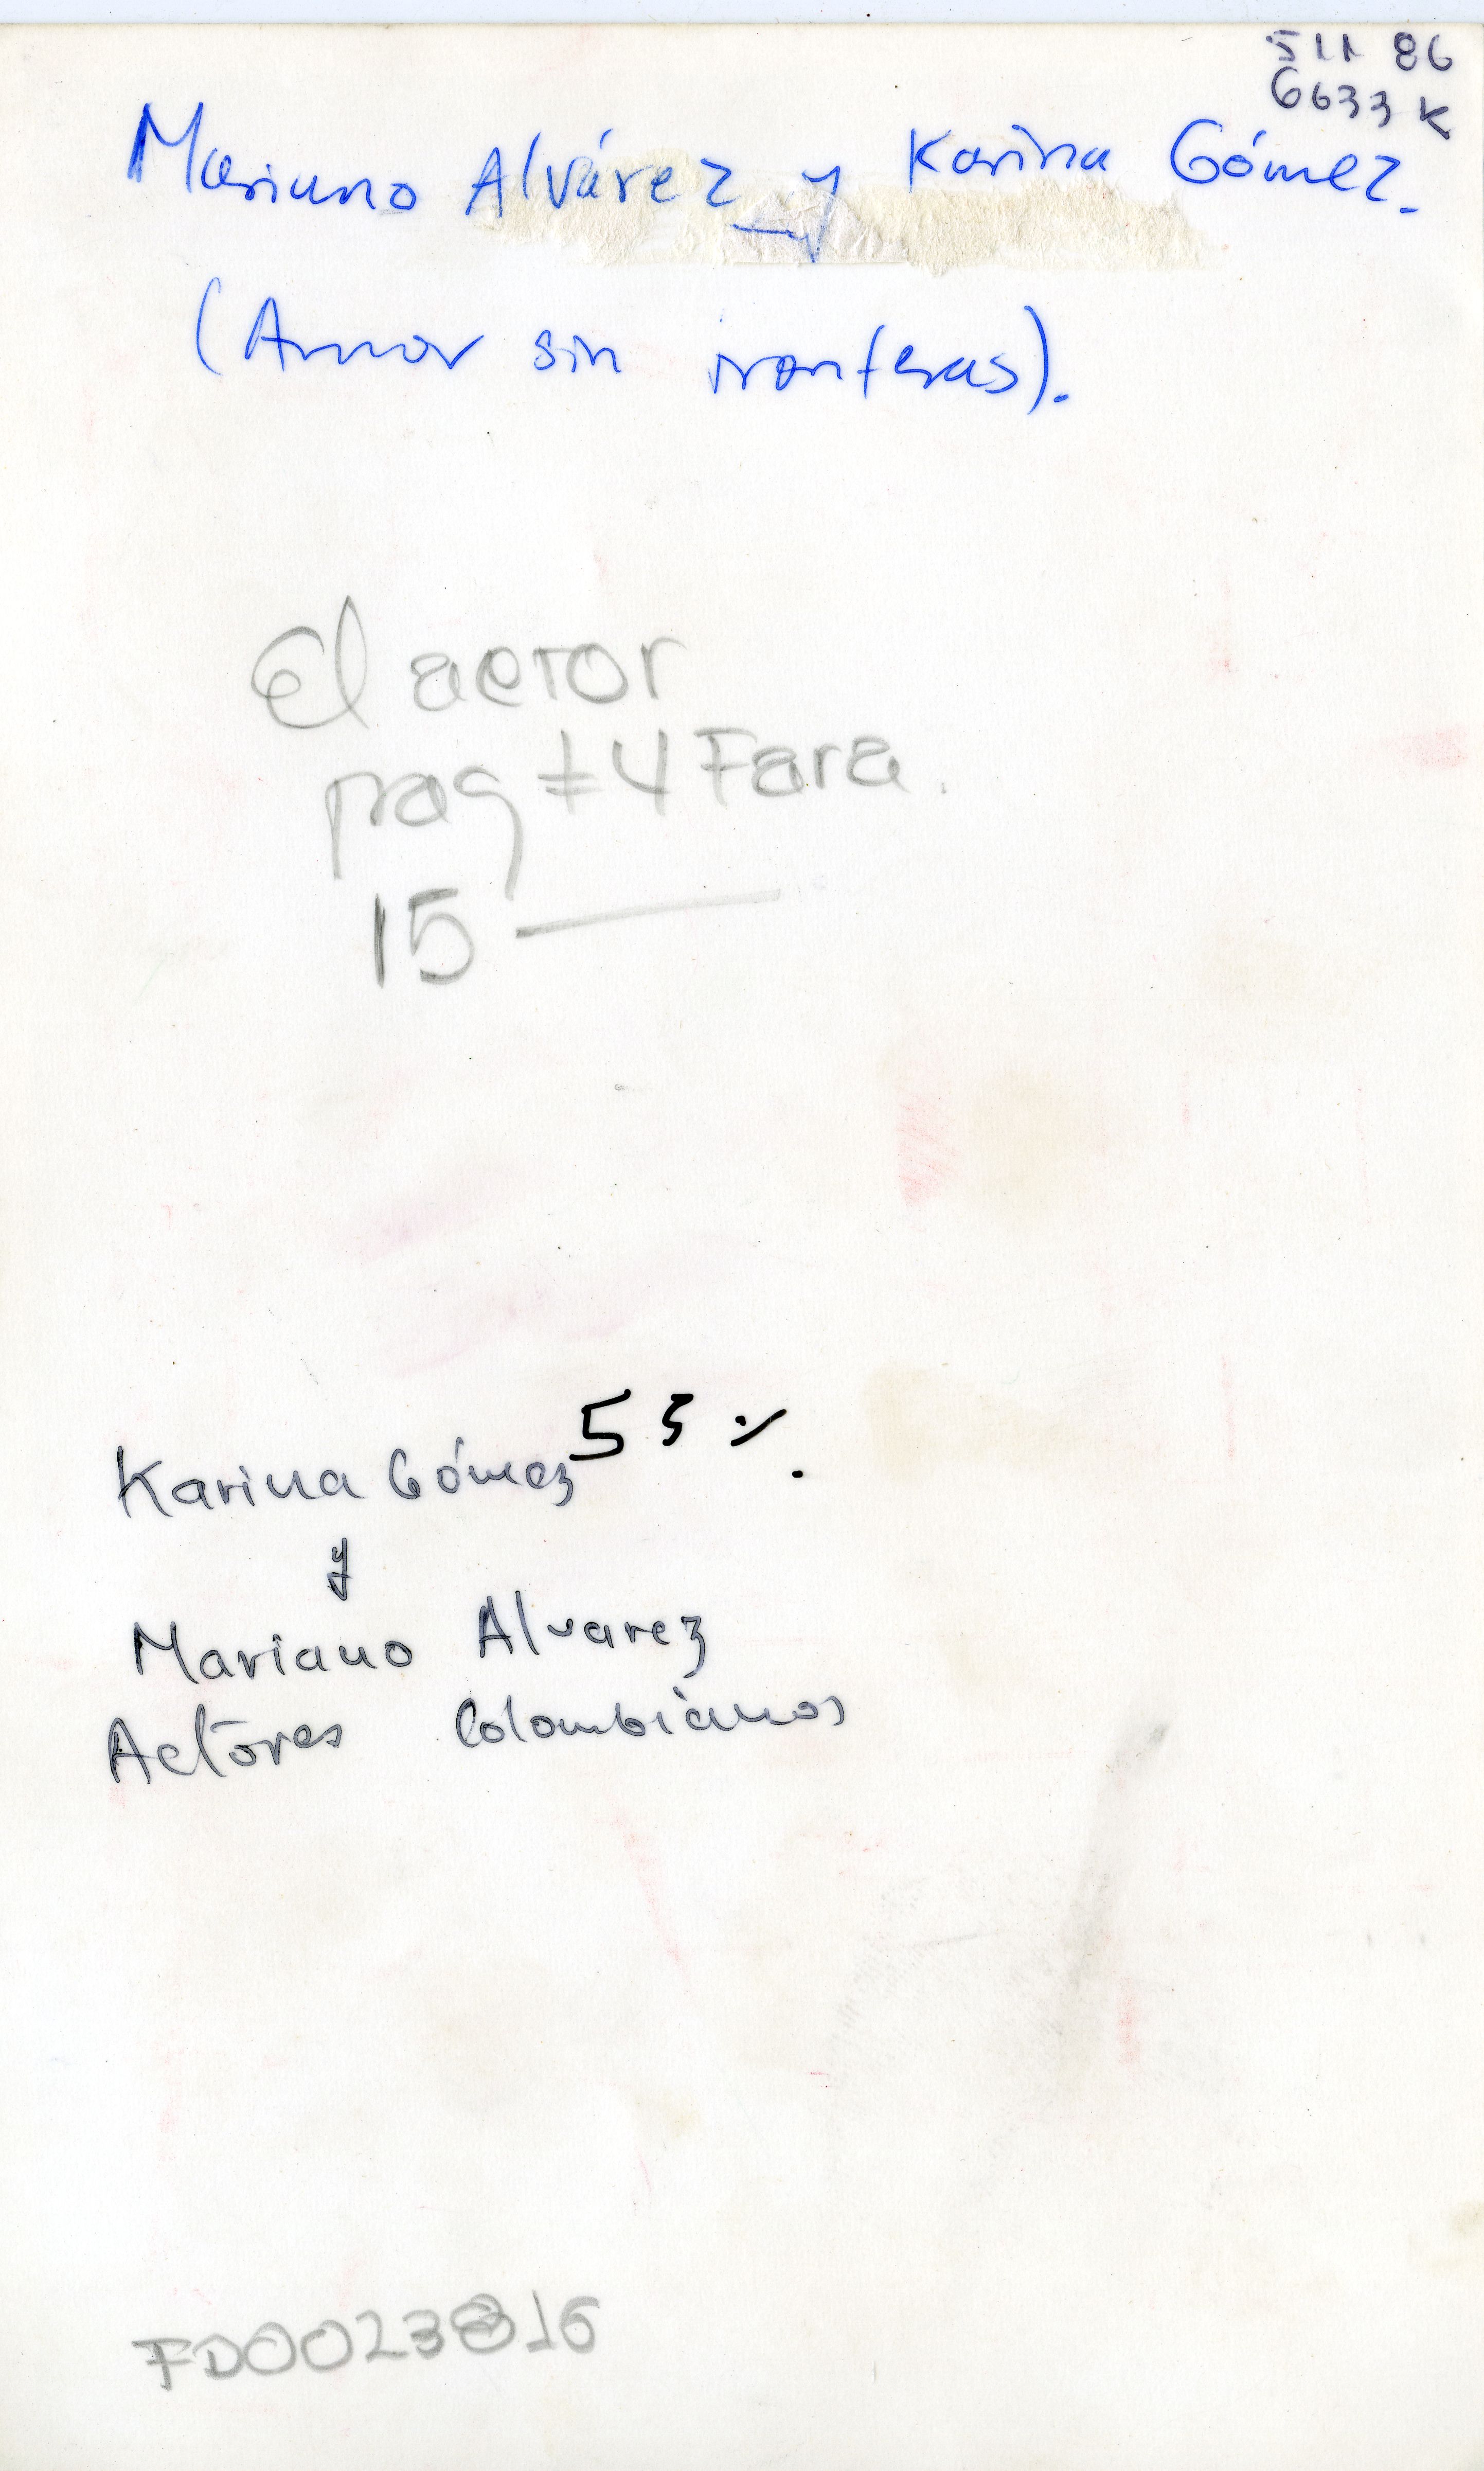 511 86
6633 K
Mariano Alvárez y Karina Gómez.
(Amor sin fronteras).
El actor
pag ‡ 4 Fara.
15 —
53 %.
Karina Gómez
y
Mariano Alvarez
Actores Colombianos
FD0023816